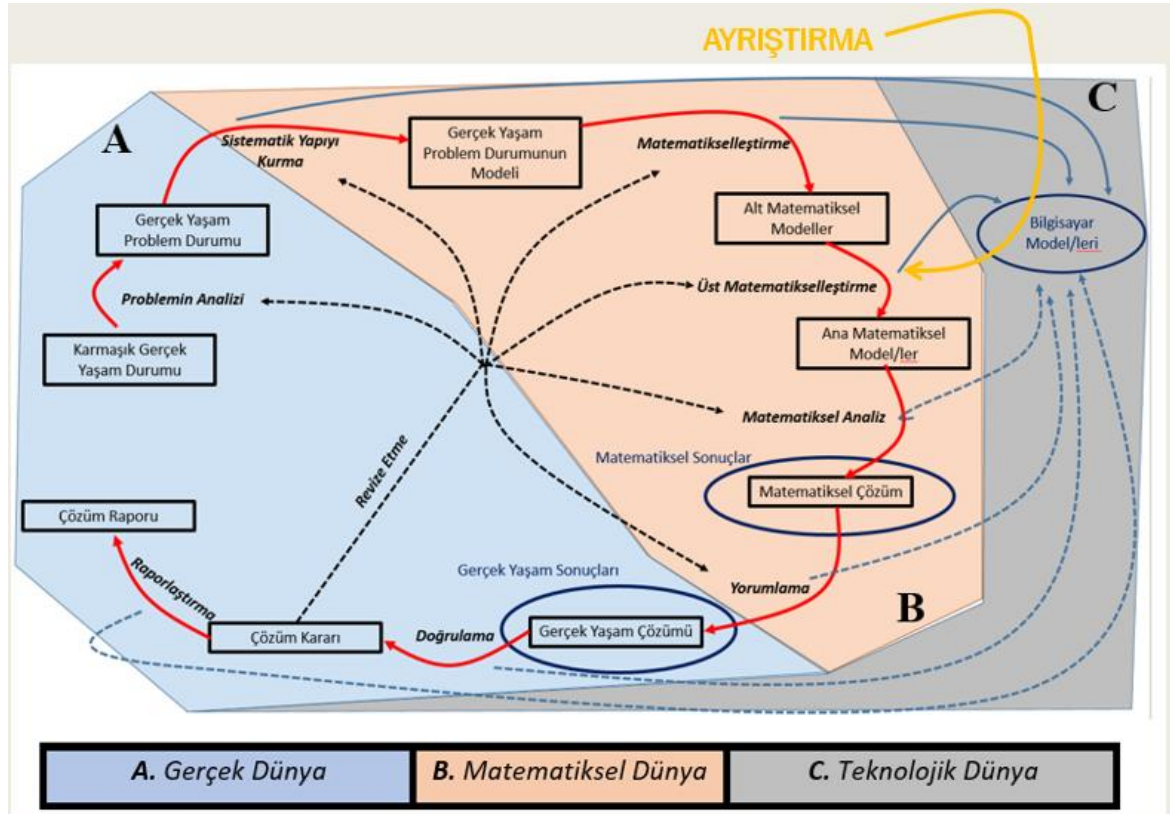 AYRIŞTIRMA
A
C
Sistematik Yapıyı
Kurma
Gerçek Yaşam
Problem Durumunun
Modeli
Matematikselleştirme
Gerçek Yaşam
Problem Durumu
Alt Matematiksel
Modeller
Bilgisayar
Model/leri
Problemin Analizi
Üst Matematikselleştirme
Karmaşık Gerçek
Yaşam Durumu
Ana Matematiksel
Model/ler
Matematiksel Analiz
Revize Etme
Matematiksel Sonuçlar
Matematiksel Çözüm
Çözüm Raporu
Gerçek Yaşam Sonuçları
Yorumlama
B
Raporlaştırma
Çözüm Kararı
Doğrulama
Gerçek Yaşam Çözümü
A. Gerçek Dünya
B. Matematiksel Dünya
C. Teknolojik Dünya